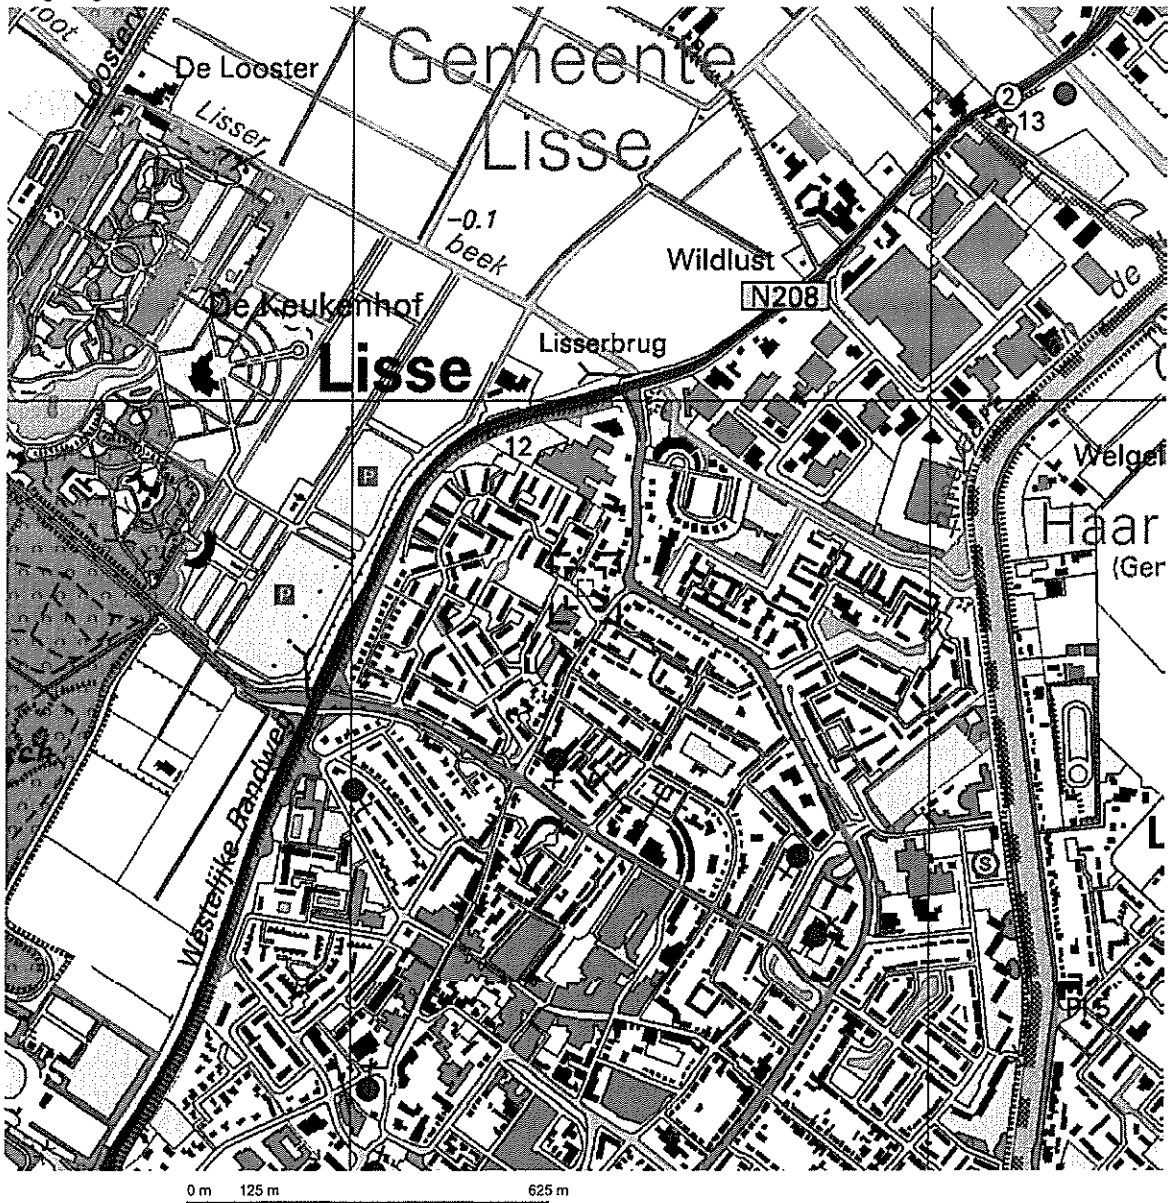 De Looster
Gemeente
Lisse
Lisser
-0.1
beek
2
13
Wildlust
N208
de
De Keukenhof
Lisserbrug
Lisse
12
P
P
Haar
(Ger
Westelijke Randweg
S
L
0 m 125 m 625 m